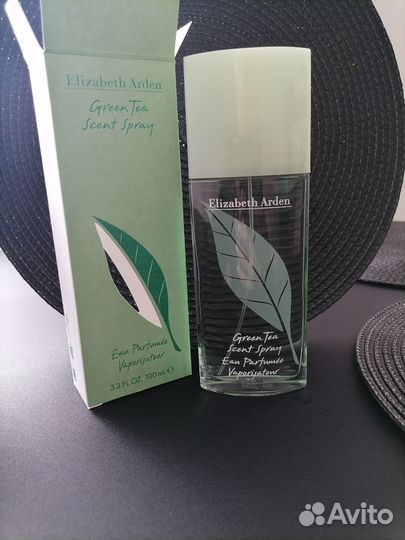 Elizabeth Arden
Green Tea
Scent Spray
Eau Parfumée
Vaporisateur
3.3 FL.OZ. 100 ml e
Elizabeth Arden
Green Tea
Scent Spray
Eau Parfumée
Vaporisateur
Avito